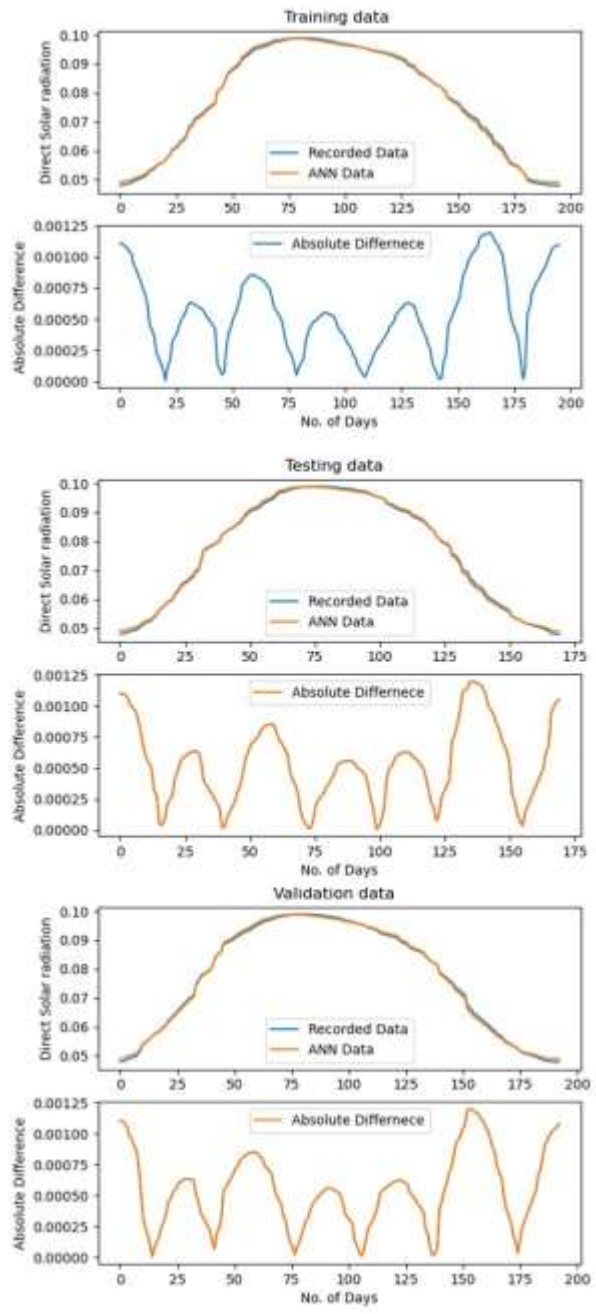 Training data
Direct Solar radiation
0.10
0.09
0.08
0.07
0.06
0.05
Recorded Data
ANN Data
0 25 50 75 100 125 150 175 200
Absolute Difference
0.00125
0.00100
0.00075
0.00050
0.00025
0.00000
Absolute Differnece
0 25 50 75 100 125 150 175 200
No. of Days
Testing data
Direct Solar radiation
0.10
0.09
0.08
0.07
0.06
0.05
Recorded Data
ANN Data
0 25 50 75 100 125 150 175
Absolute Difference
0.00125
0.00100
0.00075
0.00050
0.00025
0.00000
Absolute Differnece
0 25 50 75 100 125 150 175
No. of Days
Validation data
Direct Solar radiation
0.10
0.09
0.08
0.07
0.06
0.05
Recorded Data
ANN Data
0 25 50 75 100 125 150 175 200
Absolute Difference
0.00125
0.00100
0.00075
0.00050
0.00025
0.00000
Absolute Differnece
0 25 50 75 100 125 150 175 200
No. of Days